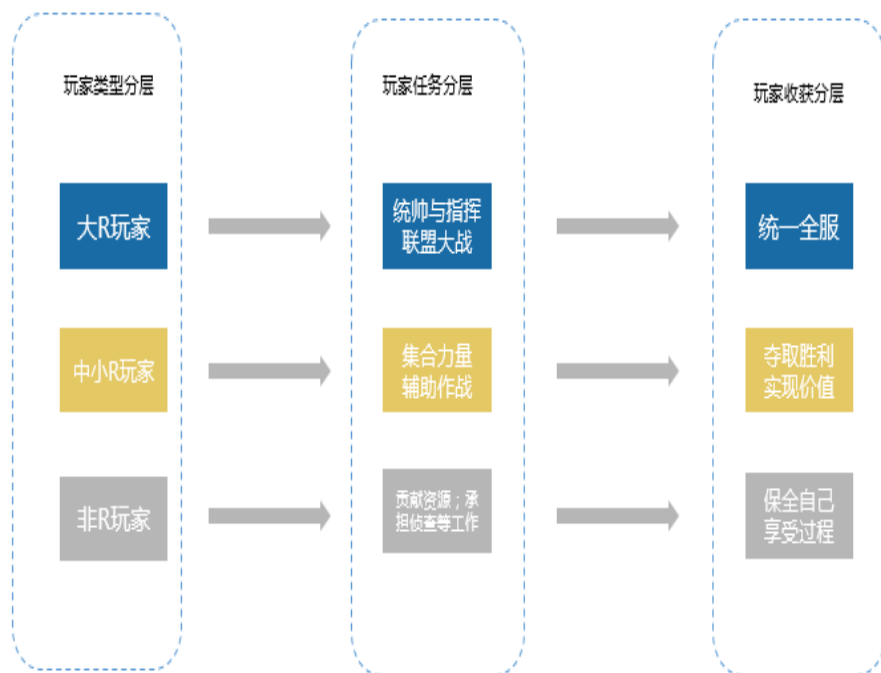 玩家类型分层
玩家任务分层
玩家收获分层
大R玩家
统帅与指挥
联盟大战
统一全服
中小R玩家
集合力量
辅助作战
夺取胜利
实现价值
非R玩家
贡献资源；承
担侦查等工作
保全自己
享受过程